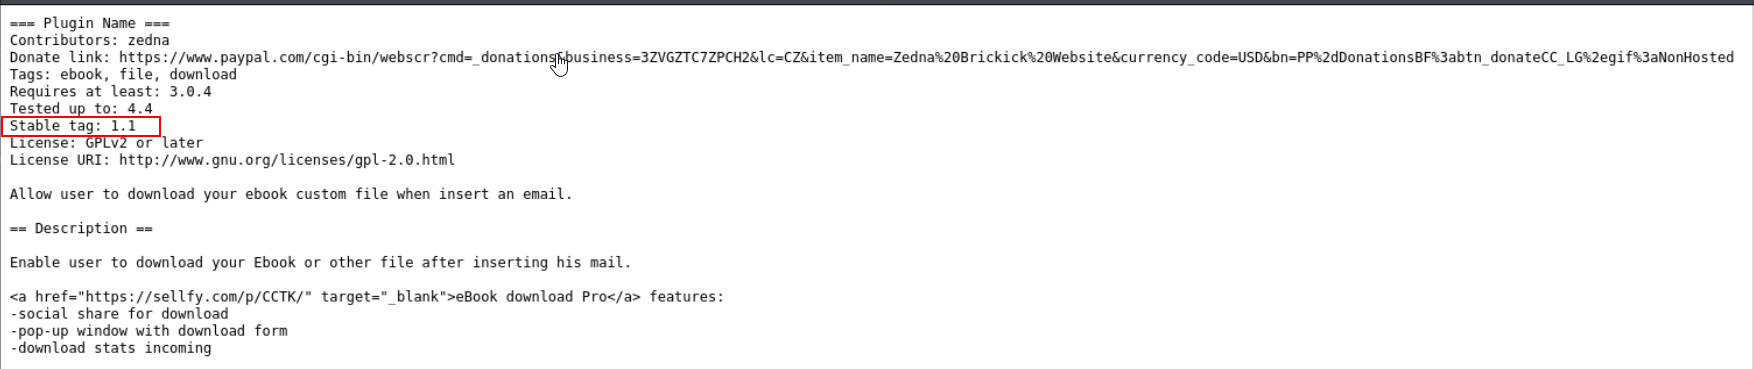 === Plugin Name ===
Contributors: zedna
Donate link: https://www.paypal.com/cgi-bin/webscr?cmd=_donations&business=3ZVGZTC7ZPCH2&lc=CZ&item_name=Zedna%20Brickick%20Website&currency_code=USD&bn=PP%2dDonationsBF%3abtn_donateCC_LG%2egif%3aNonHosted
Tags: ebook, file, download
Requires at least: 3.0.4
Tested up to: 4.4
Stable tag: 1.1
License: GPLv2 or later
License URI: http://www.gnu.org/licenses/gpl-2.0.html
Allow user to download your ebook custom file when insert an email.
== Description ==
Enable user to download your Ebook or other file after inserting his mail.
<a href="https://sellfy.com/p/CCTK/" target="_blank">eBook download Pro</a> features:
-social share for download
-pop-up window with download form
-download stats incoming